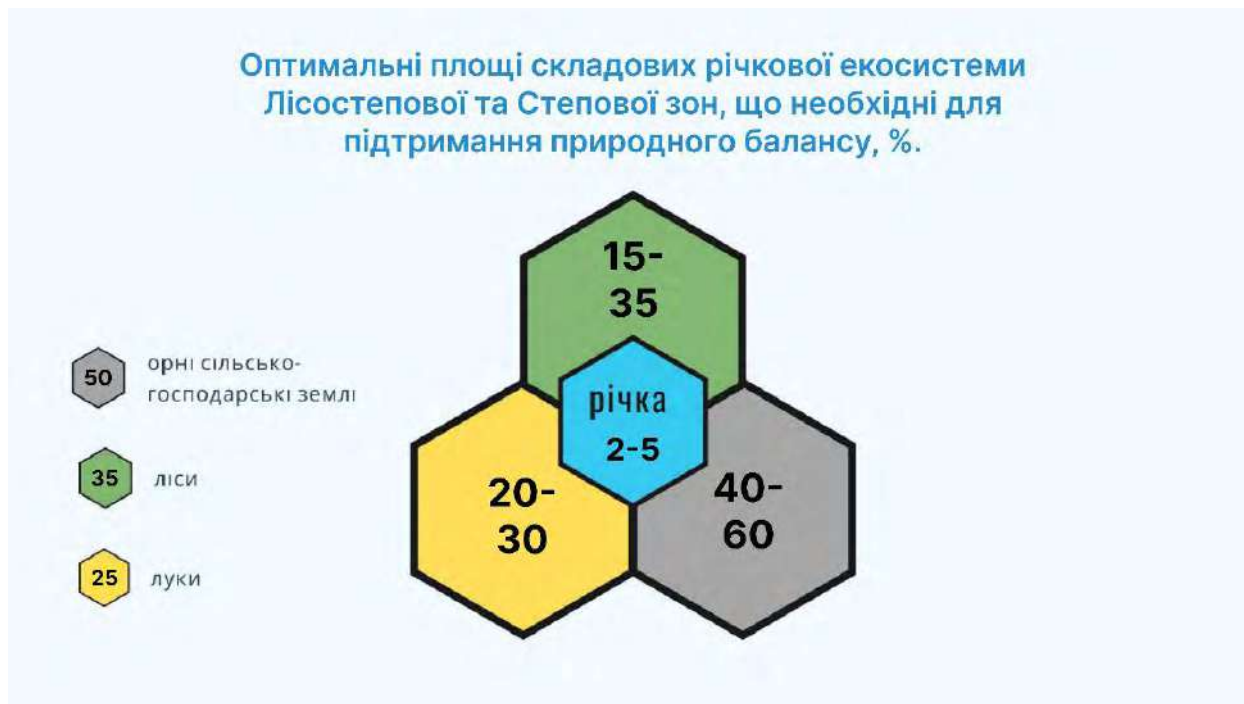 Оптимальні площі складових річкової екосистеми
Лісостепової та Степової зон, що необхідні для
підтримання природного балансу, %.
15-
35
річка
2-5
20-
30
40-
60
50
орні сільсько-
господарські землі
35
ліси
25
луки